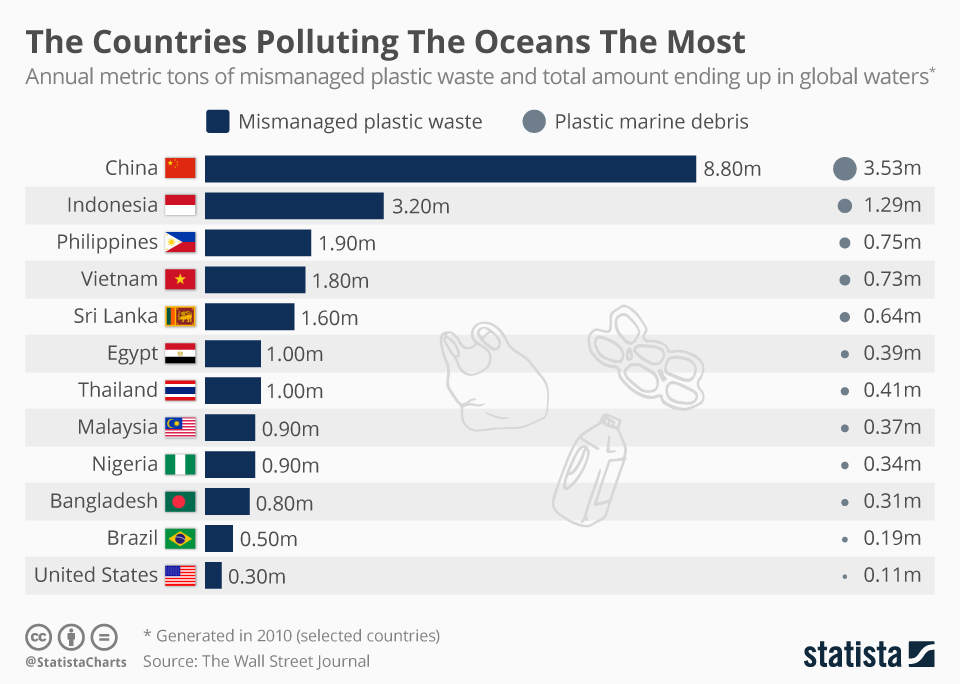 The Countries Polluting The Oceans The Most
Annual metric tons of mismanaged plastic waste and total amount ending up in global waters*
Mismanaged plastic waste Plastic marine debris
China 8.80m 3.53m
Indonesia 3.20m 1.29m
Philippines 1.90m 0.75m
Vietnam 1.80m 0.73m
Sri Lanka 1.60m 0.64m
Egypt 1.00m 0.39m
Thailand 1.00m 0.41m
Malaysia 0.90m 0.37m
Nigeria 0.90m 0.34m
Bangladesh 0.80m 0.31m
Brazil 0.50m 0.19m
United States 0.30m 0.11m
cc = * Generated in 2010 (selected countries)
@StatistaCharts Source: The Wall Street Journal
statista